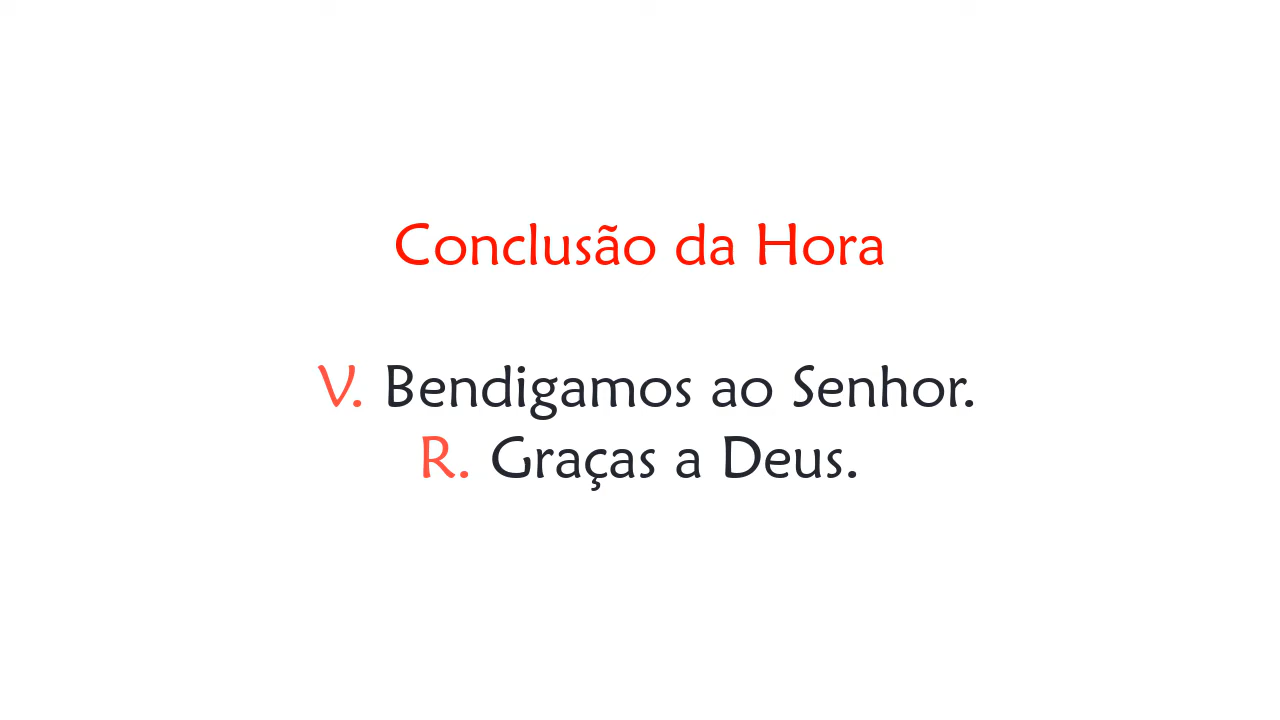 Conclusão da Hora
V. Bendigamos ao Senhor.
R. Graças a Deus.